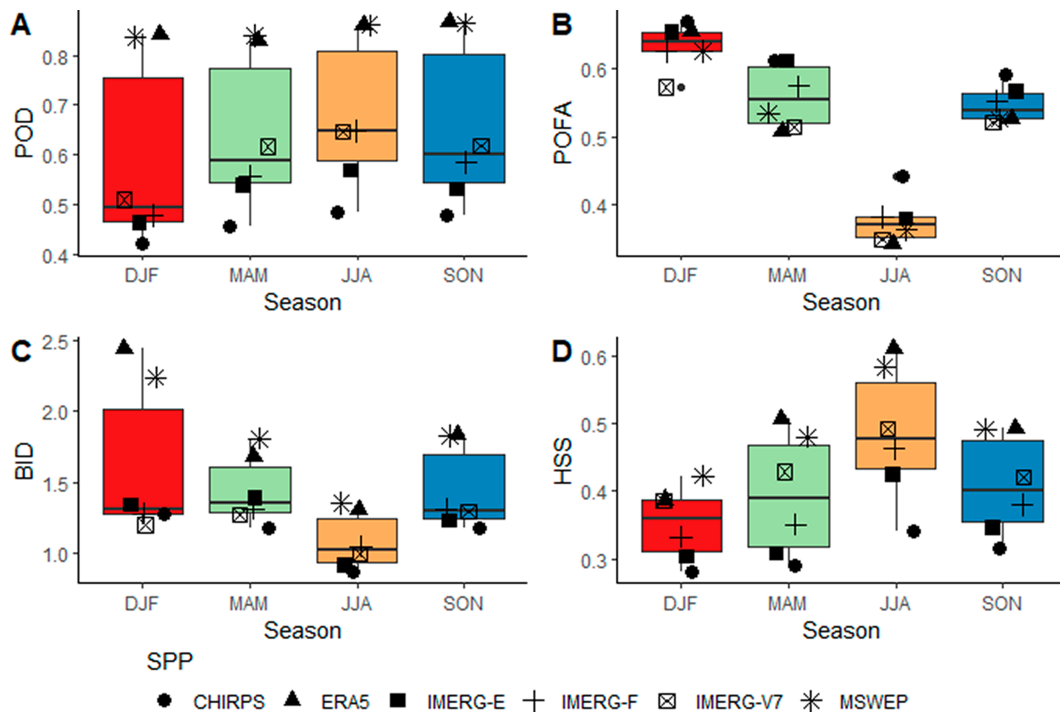 A
B
POD
0.8
0.7
0.6
0.5
0.4
DJF MAM JJA SON
Season
POFA
0.6
0.5
0.4
DJF MAM JJA SON
Season
C
D
BID
2.5
2.0
1.5
1.0
DJF MAM JJA SON
Season
HSS
0.6
0.5
0.4
0.3
DJF MAM JJA SON
Season
SPP
CHIRPS ERA5 IMERG-E IMERG-F IMERG-V7 MSWEP